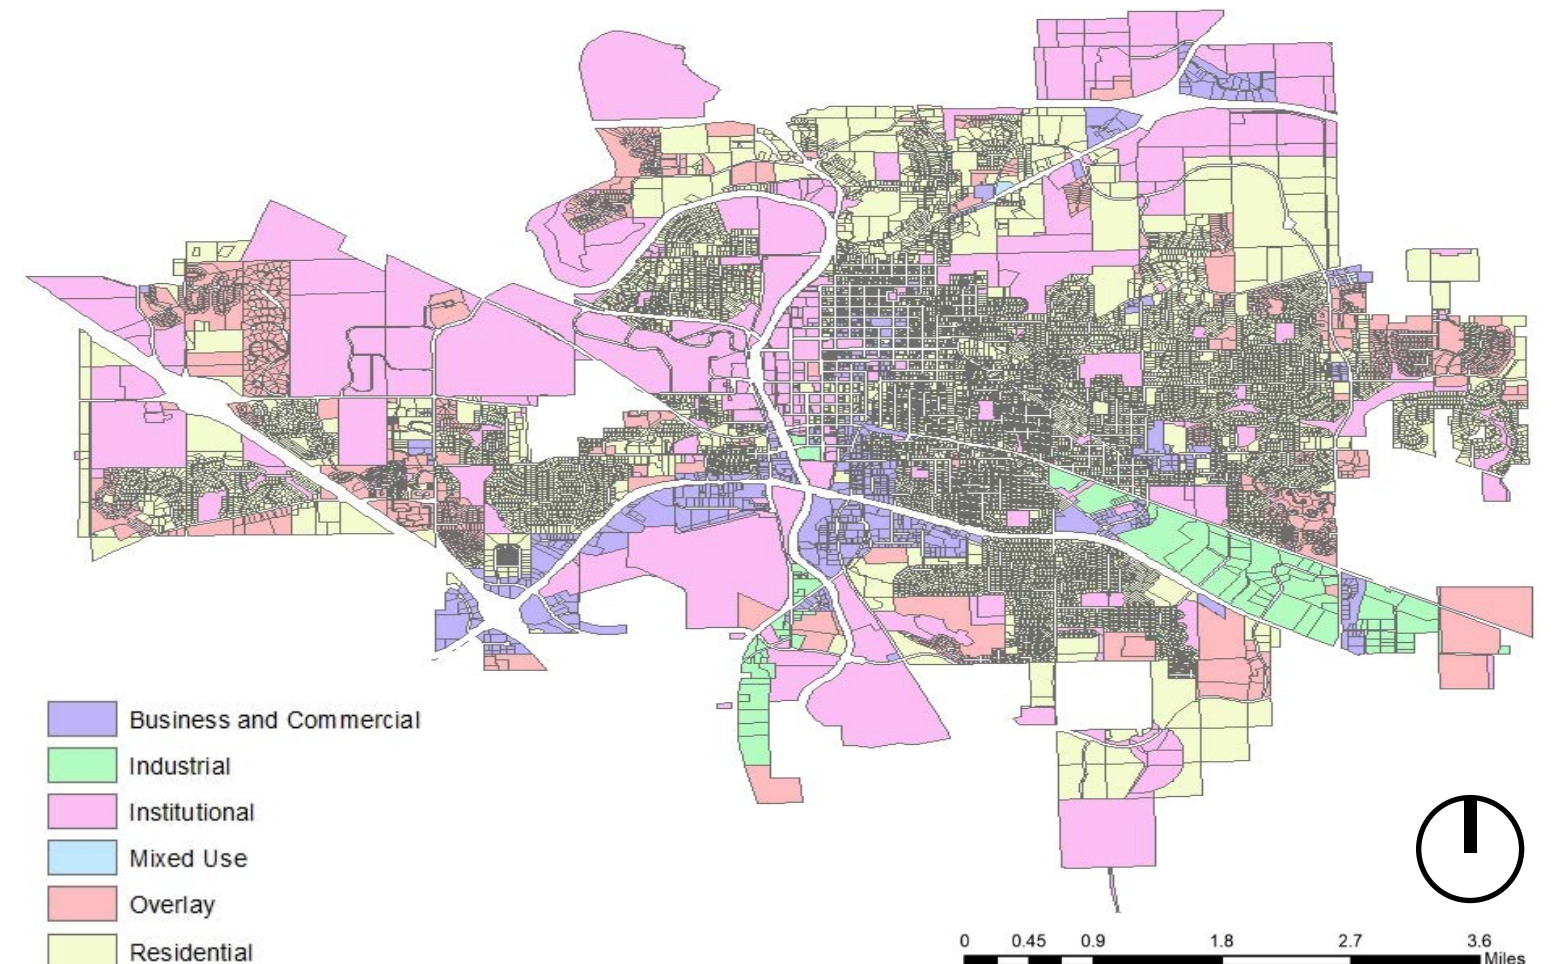 Business and Commercial
Industrial
Institutional
Mixed Use
Overlay
Residential
0 0.45 0.9 1.8 2.7 3.6
Miles